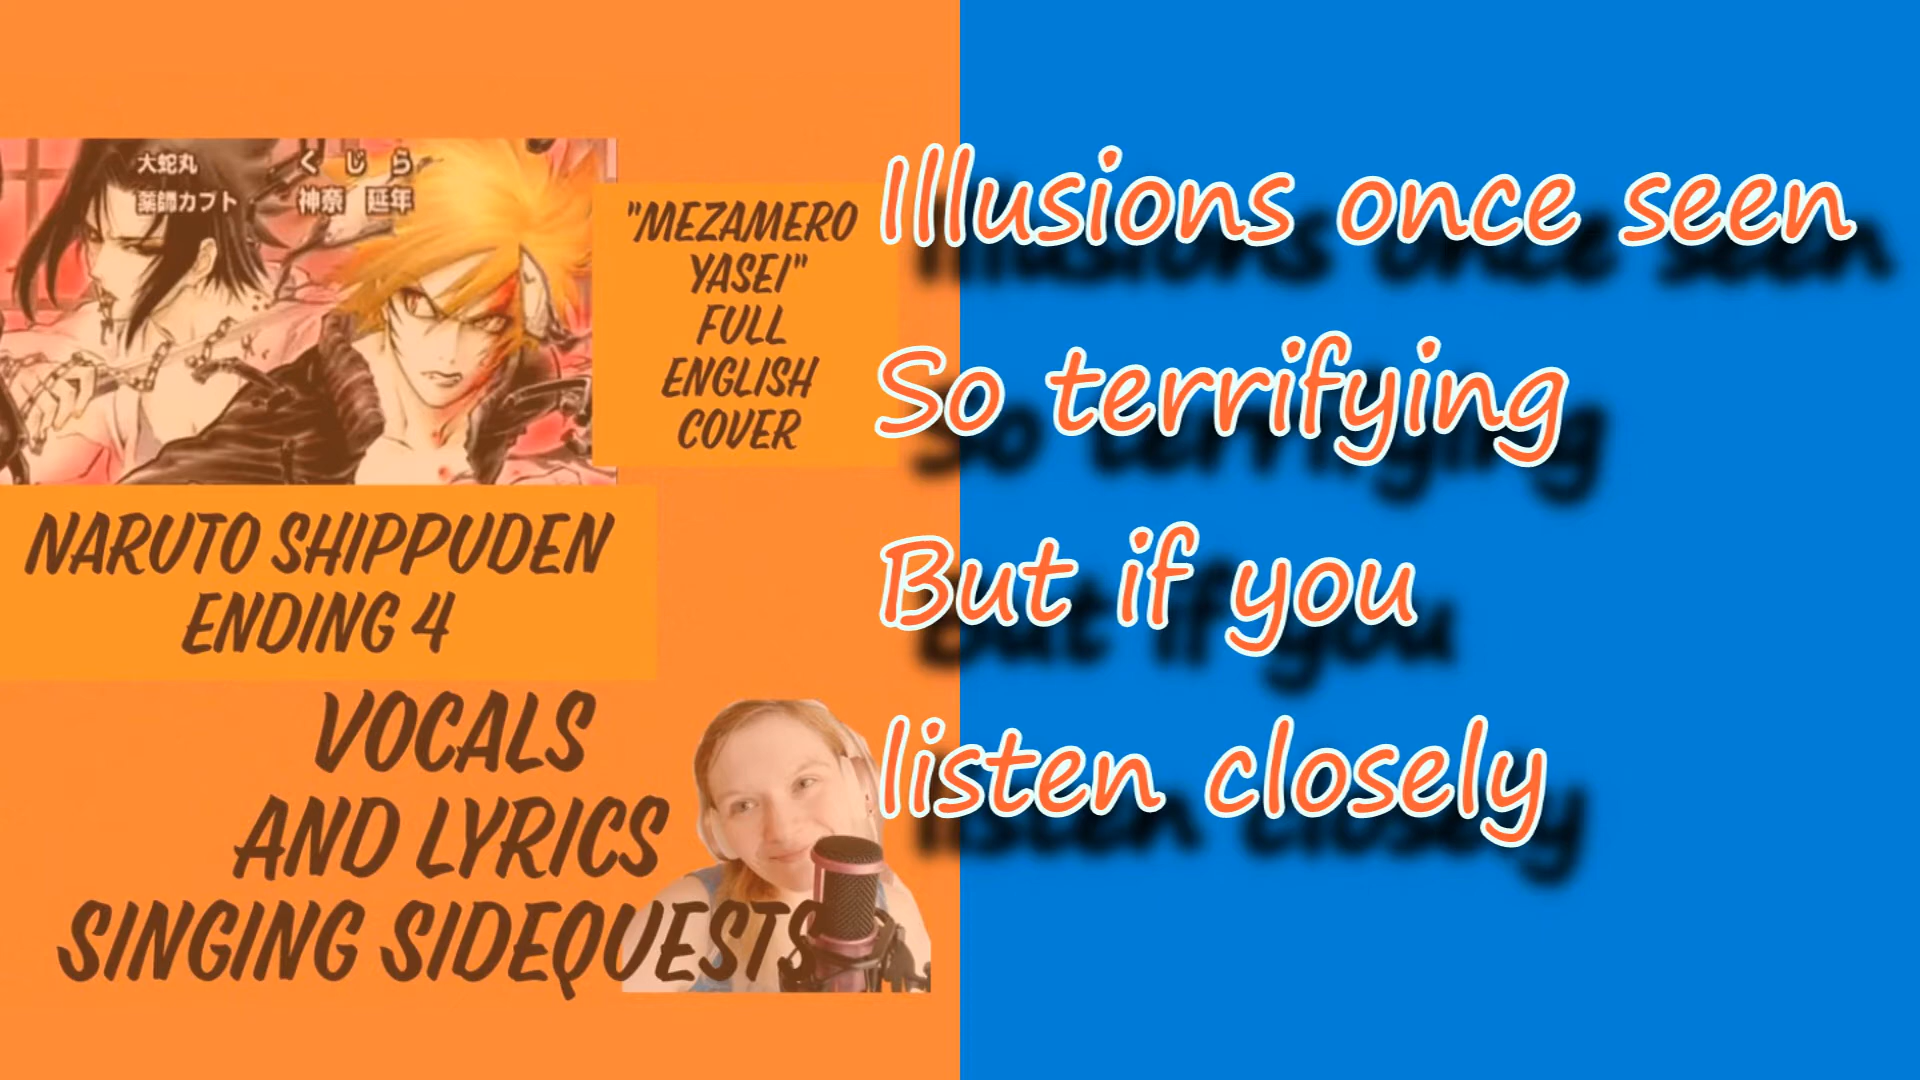 大蛇丸 くじら
薬師カブト 神奈 延年
"MEZAMERO
YASEI"
FULL
ENGLISH
COVER
NARUTO SHIPPUDEN
ENDING 4
VOCALS
AND LYRICS
SINGING SIDEQUESTS
Illusions once seen
So terrifying
But if you
listen closely